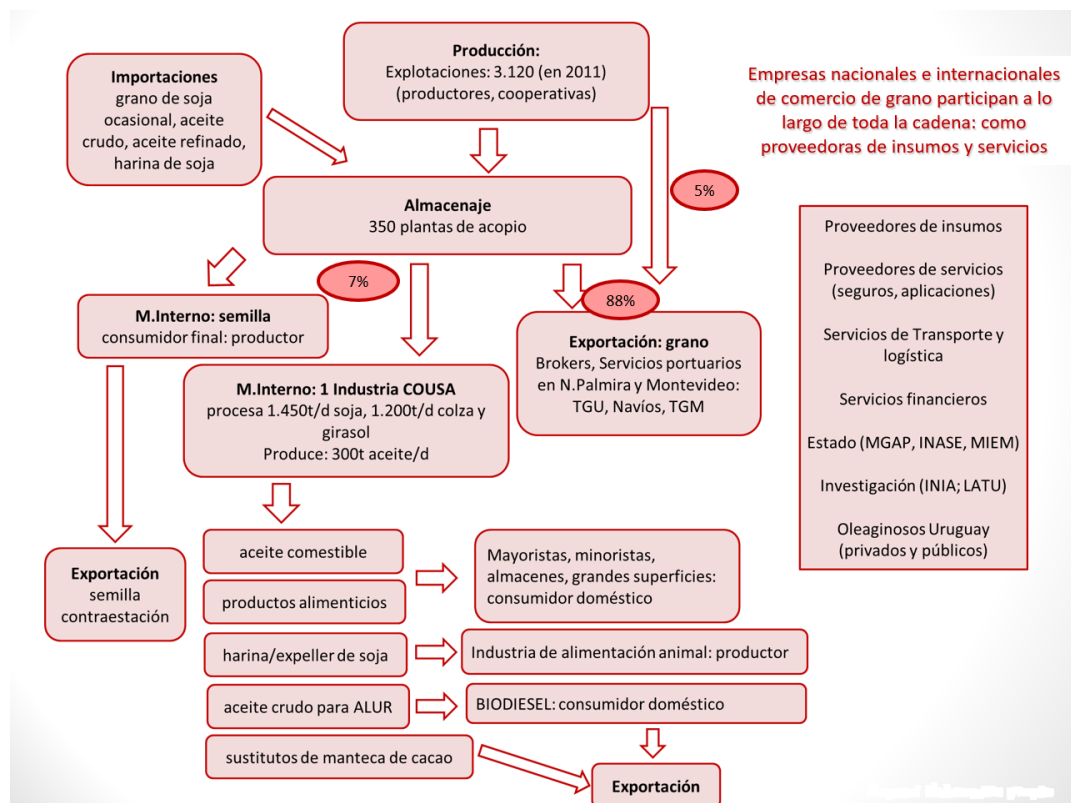 Producción:
Explotaciones: 3.120 (en 2011)
(productores, cooperativas)
Importaciones
grano de soja
ocasional, aceite
crudo, aceite refinado,
harina de soja
Empresas nacionales e internacionales
de comercio de grano participan a lo
largo de toda la cadena: como
proveedoras de insumos y servicios
5%
Almacenaje
350 plantas de acopio
7%
88%
M.Interno: semilla
consumidor final: productor
Exportación: grano
Brokers, Servicios portuarios
en N.Palmira y Montevideo:
TGU, Navíos, TGM
M.Interno: 1 Industria COUSA
procesa 1.450t/d soja, 1.200t/d colza y
girasol
Produce: 300t aceite/d
Proveedores de insumos
Proveedores de servicios
(seguros, aplicaciones)
Servicios de Transporte y
logística
Servicios financieros
Estado (MGAP, INASE, MIEM)
Investigación (INIA; LATU)
Oleaginosos Uruguay
(privados y públicos)
Exportación
semilla
contraestación
aceite comestible
productos alimenticios
Mayoristas, minoristas,
almacenes, grandes superficies:
consumidor doméstico
harina/expeller de soja
Industria de alimentación animal: productor
aceite crudo para ALUR
BIODIESEL: consumidor doméstico
sustitutos de manteca de cacao
Exportación